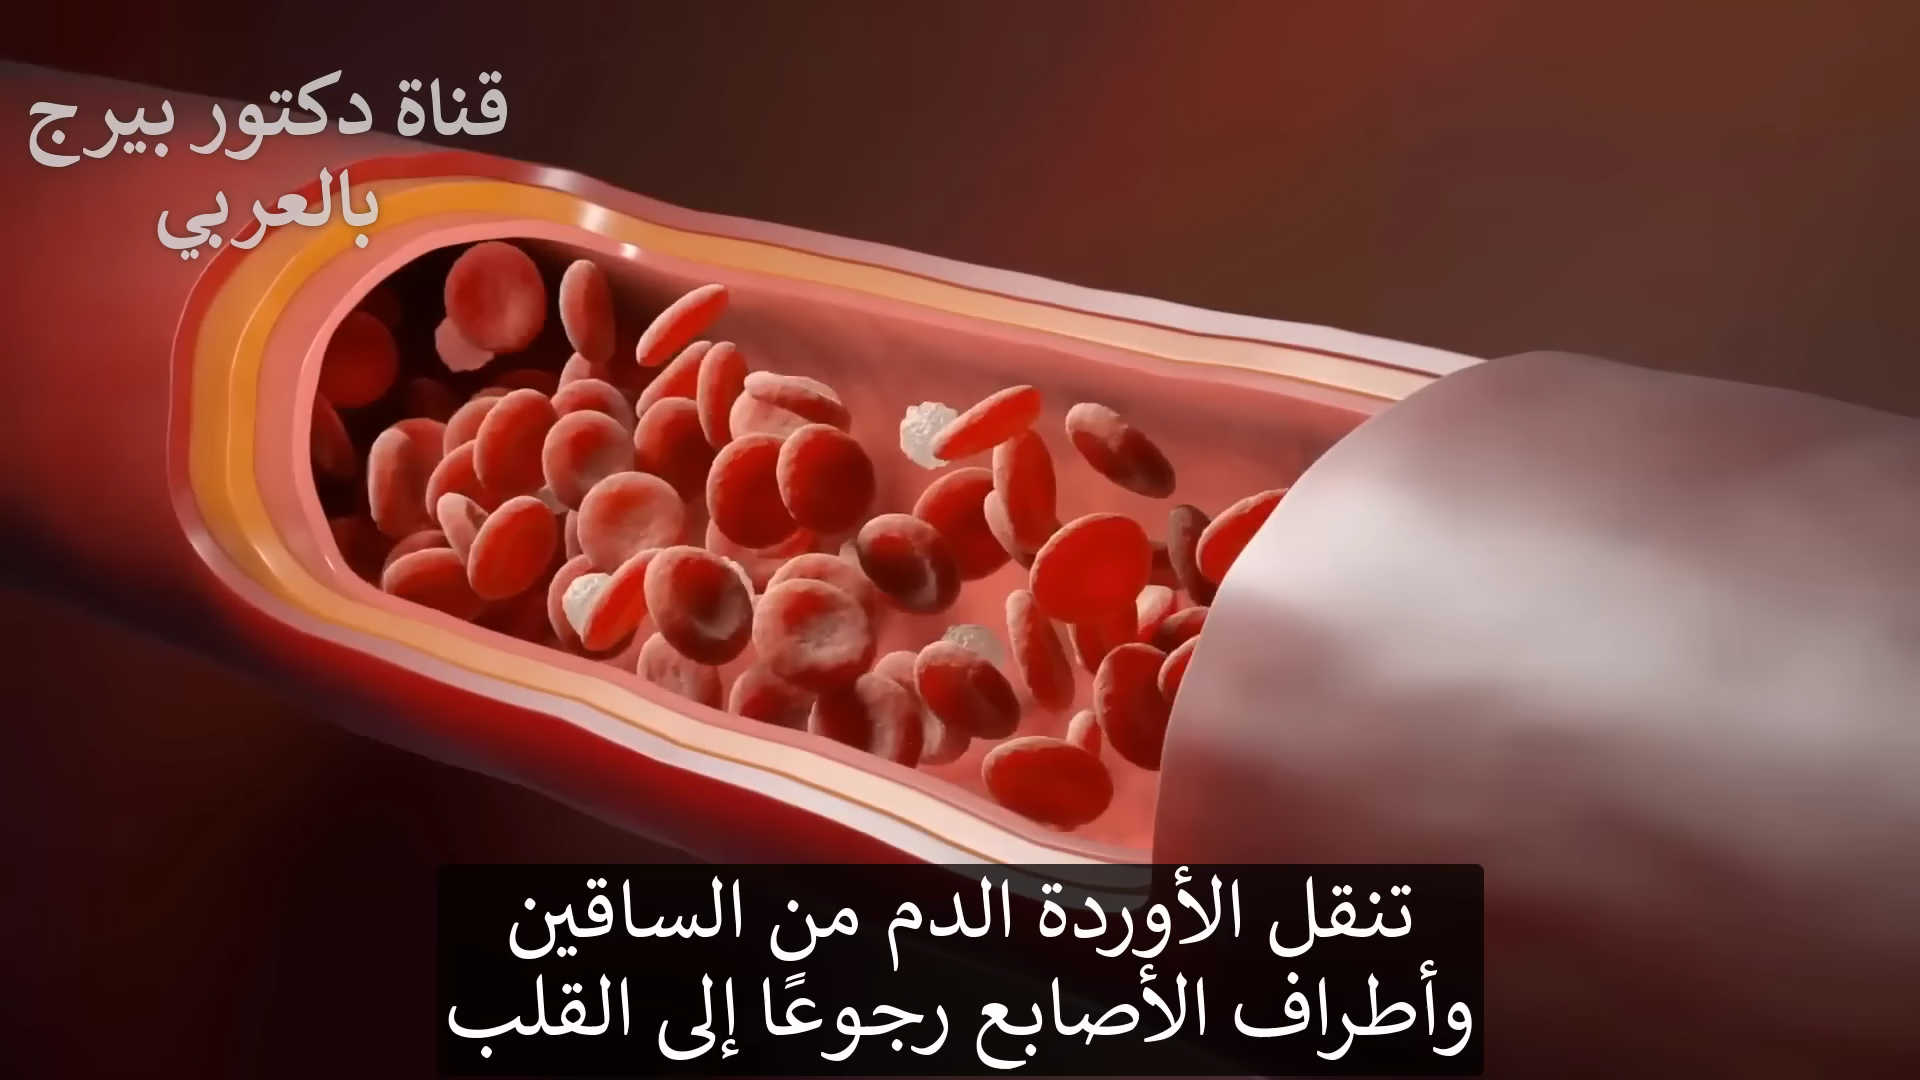 قناة دكتور بيرج
بالعربي
تنقل الأوردة الدم من الساقين
وأطراف الأصابع رجوعًا إلى القلب